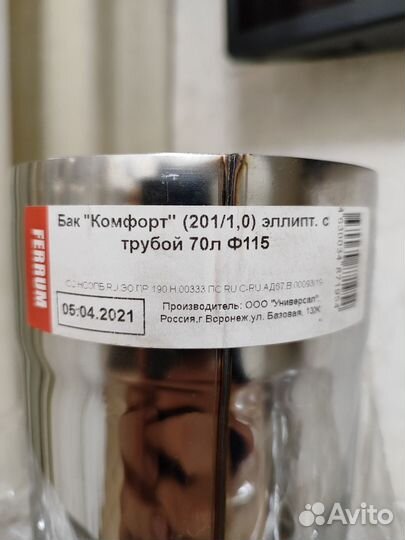 FERRUM
Бак "Комфорт" (201/1,0) эллипт. с
трубой 70л Ф115
05.04.2021
Производитель: ООО "Универсал".
Россия,г.Воронеж,ул. Базовая, 13Ж
Avito